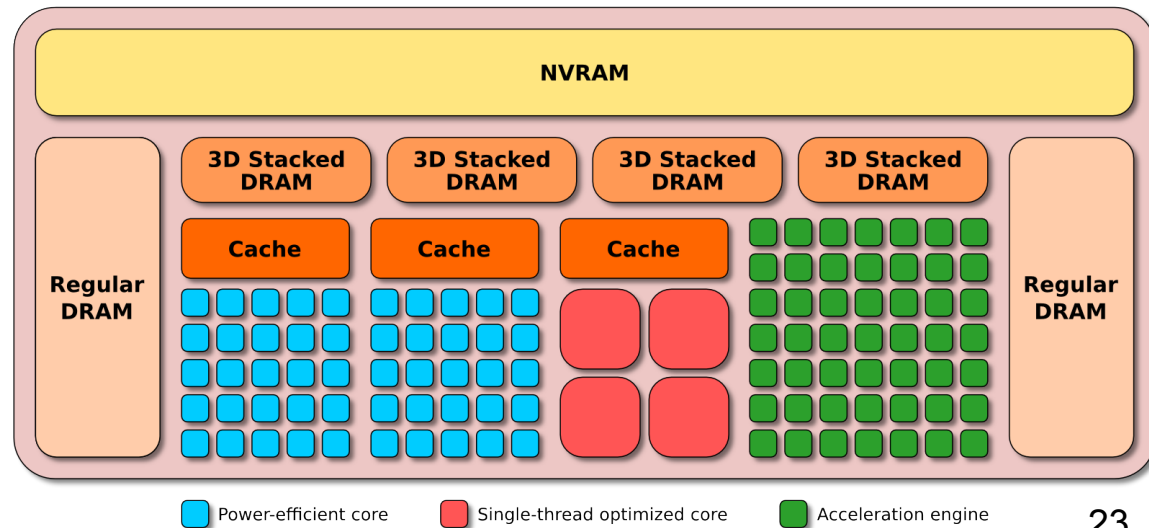 NVRAM
Regular
DRAM
3D Stacked
DRAM
3D Stacked
DRAM
3D Stacked
DRAM
3D Stacked
DRAM
Cache
Cache
Cache
Regular
DRAM
Power-efficient core
Single-thread optimized core
Acceleration engine
23